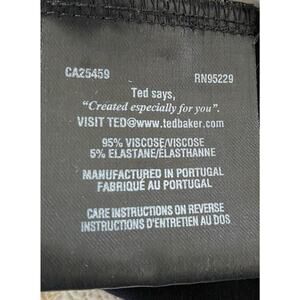 CA25459 RN95229
Ted says,
"Created especially for you".
VISIT TED@www.tedbaker.com
95% VISCOSE/VISCOSE
5% ELASTANE/ELASTHANNE
MANUFACTURED IN PORTUGAL
FABRIQUÉ AU PORTUGAL
CARE INSTRUCTIONS ON REVERSE
INSTRUCTIONS D'ENTRETIEN AU DOS